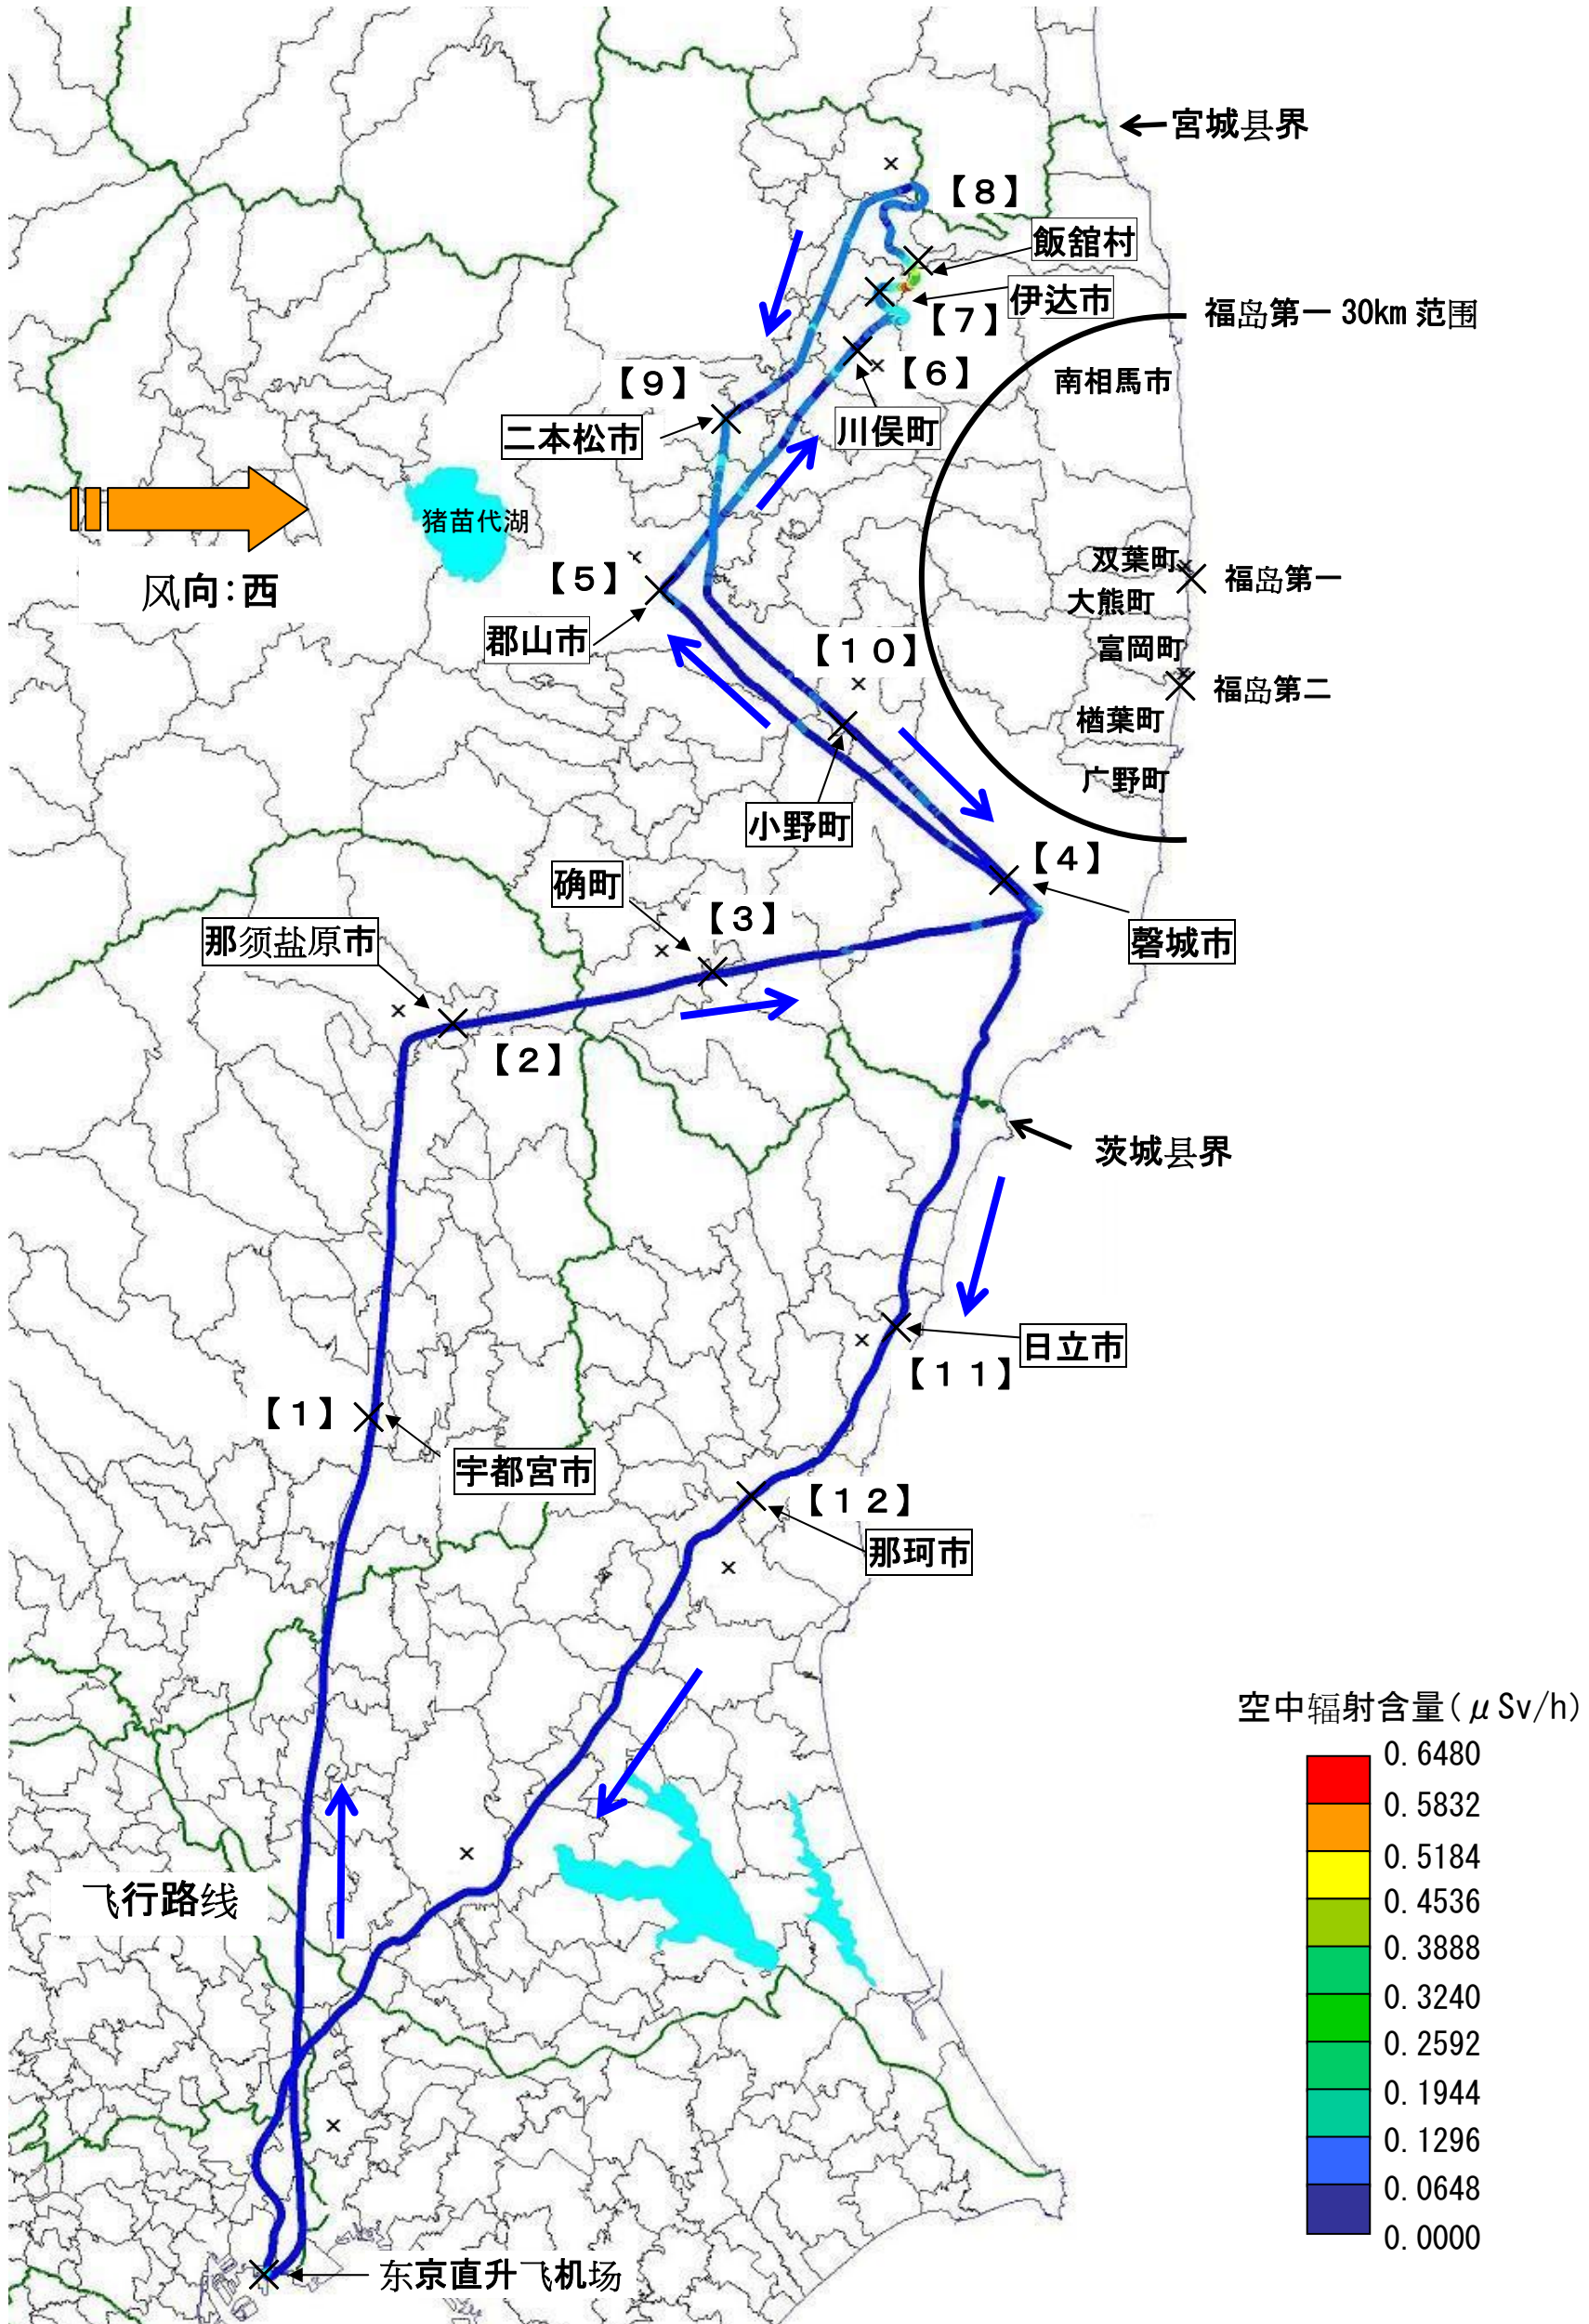 宮城县界
【８】
飯舘村
伊达市
【７】
福岛第一 30km 范围
【６】
南相馬市
【９】
二本松市
川俣町
猪苗代湖
风向：西
【５】
双葉町
福岛第一
大熊町
郡山市
【１０】
富岡町
福岛第二
楢葉町
广野町
小野町
【４】
确町
【３】
那须盐原市
磬城市
【２】
茨城县界
日立市
【１１】
【１】
宇都宮市
【１２】
那珂市
空中辐射含量(μSv/h)
0.6480
0.5832
0.5184
0.4536
0.3888
0.3240
0.2592
0.1944
0.1296
0.0648
0.0000
飞行路线
东京直升飞机场